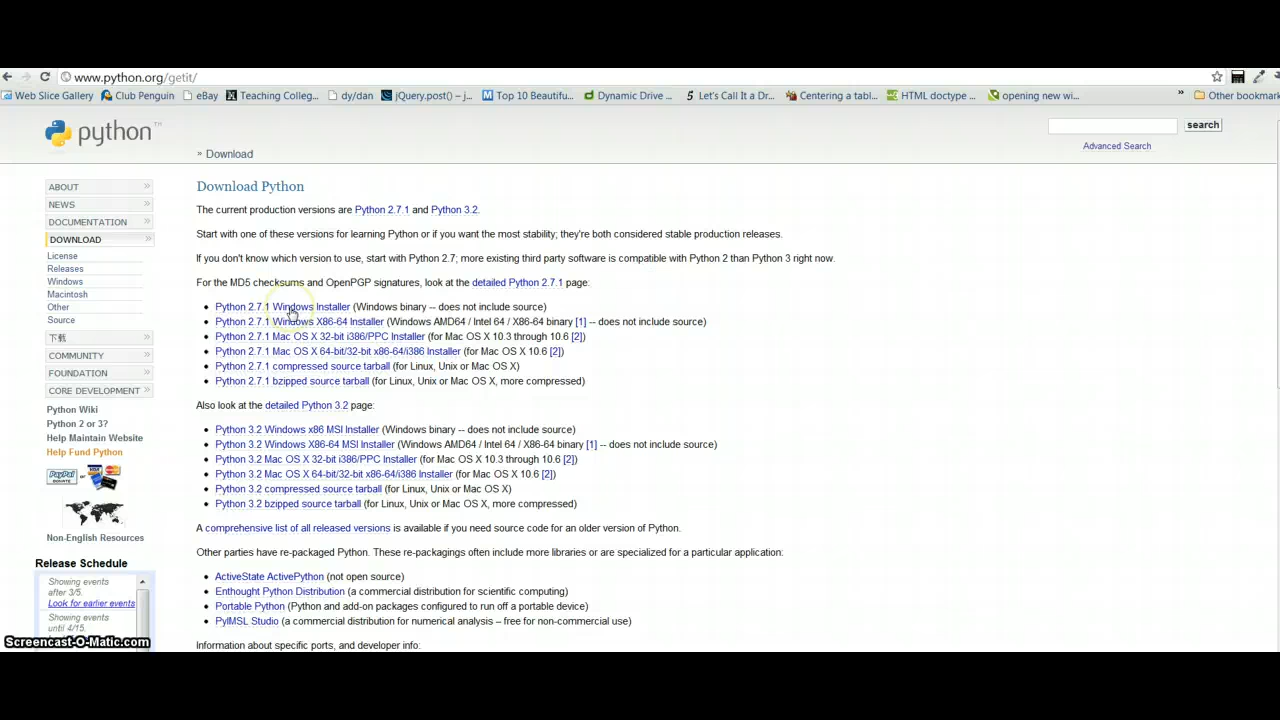 www.python.org/getit/
Web Slice Gallery Club Penguin eBay Teaching Colleg... dy/dan jQuery.post() – j... Top 10 Beautifu... Dynamic Drive ... Let's Call It a Dr... Centering a tabl... HTML doctype ... opening new wi... » Other bookmark
python™
search
» Download
Advanced Search
ABOUT »
NEWS »
DOCUMENTATION »
DOWNLOAD »
License
Releases
Windows
Macintosh
Other
Source
下载 »
COMMUNITY »
FOUNDATION »
CORE DEVELOPMENT »
Python Wiki
Python 2 or 3?
Help Maintain Website
Help Fund Python
PayPal
DONATE
or
VISA
Non-English Resources
Release Schedule
Showing events
after 3/5.
Look for earlier events
Showing events
until 4/15.
Download Python
The current production versions are Python 2.7.1 and Python 3.2.
Start with one of these versions for learning Python or if you want the most stability; they're both considered stable production releases.
If you don't know which version to use, start with Python 2.7; more existing third party software is compatible with Python 2 than Python 3 right now.
For the MD5 checksums and OpenPGP signatures, look at the detailed Python 2.7.1 page:
• Python 2.7.1 Windows Installer (Windows binary -- does not include source)
• Python 2.7.1 Windows X86-64 Installer (Windows AMD64 / Intel 64 / X86-64 binary [1] -- does not include source)
• Python 2.7.1 Mac OS X 32-bit i386/PPC Installer (for Mac OS X 10.3 through 10.6 [2])
• Python 2.7.1 Mac OS X 64-bit/32-bit x86-64/i386 Installer (for Mac OS X 10.6 [2])
• Python 2.7.1 compressed source tarball (for Linux, Unix or Mac OS X)
• Python 2.7.1 bzipped source tarball (for Linux, Unix or Mac OS X, more compressed)
Also look at the detailed Python 3.2 page:
• Python 3.2 Windows x86 MSI Installer (Windows binary -- does not include source)
• Python 3.2 Windows X86-64 MSI Installer (Windows AMD64 / Intel 64 / X86-64 binary [1] -- does not include source)
• Python 3.2 Mac OS X 32-bit i386/PPC Installer (for Mac OS X 10.3 through 10.6 [2])
• Python 3.2 Mac OS X 64-bit/32-bit x86-64/i386 Installer (for Mac OS X 10.6 [2])
• Python 3.2 compressed source tarball (for Linux, Unix or Mac OS X)
• Python 3.2 bzipped source tarball (for Linux, Unix or Mac OS X, more compressed)
A comprehensive list of all released versions is available if you need source code for an older version of Python.
Other parties have re-packaged Python. These re-packagings often include more libraries or are specialized for a particular application:
• ActiveState ActivePython (not open source)
• Enthought Python Distribution (a commercial distribution for scientific computing)
• Portable Python (Python and add-on packages configured to run off a portable device)
• PyIMSL Studio (a commercial distribution for numerical analysis – free for non-commercial use)
Information about specific ports, and developer info:
Screencast-O-Matic.com